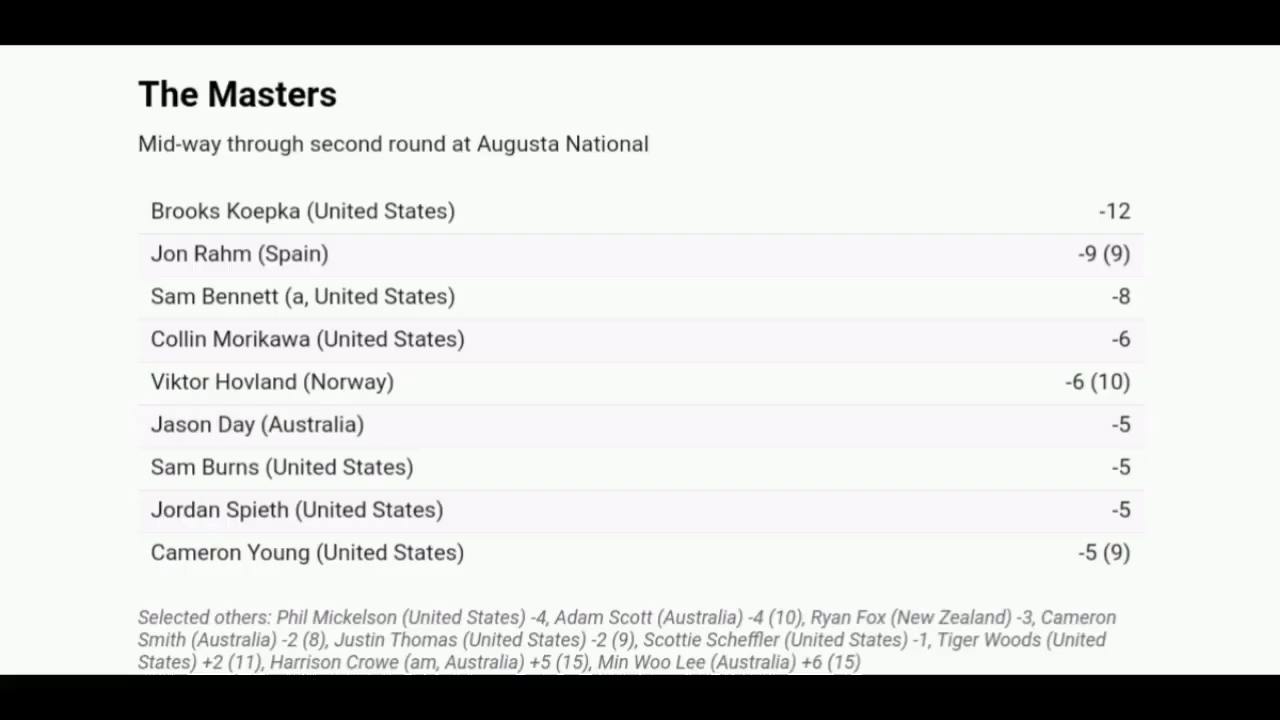 The Masters
Mid-way through second round at Augusta National
Brooks Koepka (United States) -12
Jon Rahm (Spain) -9 (9)
Sam Bennett (a, United States) -8
Collin Morikawa (United States) -6
Viktor Hovland (Norway) -6 (10)
Jason Day (Australia) -5
Sam Burns (United States) -5
Jordan Spieth (United States) -5
Cameron Young (United States) -5 (9)
Selected others: Phil Mickelson (United States) -4, Adam Scott (Australia) -4 (10), Ryan Fox (New Zealand) -3, Cameron
Smith (Australia) -2 (8), Justin Thomas (United States) -2 (9), Scottie Scheffler (United States) -1, Tiger Woods (United
States) +2 (11), Harrison Crowe (am, Australia) +5 (15), Min Woo Lee (Australia) +6 (15)